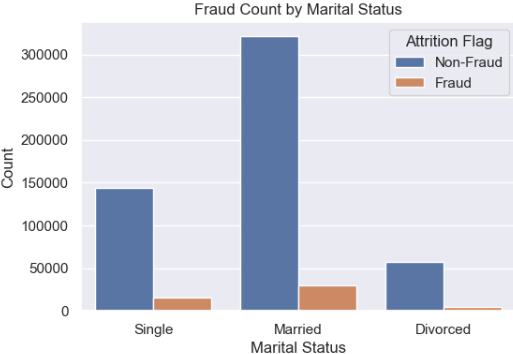 Fraud Count by Marital Status
Attrition Flag
Non-Fraud
Fraud
Count
300000
250000
200000
150000
100000
50000
0
Single Married Divorced
Marital Status